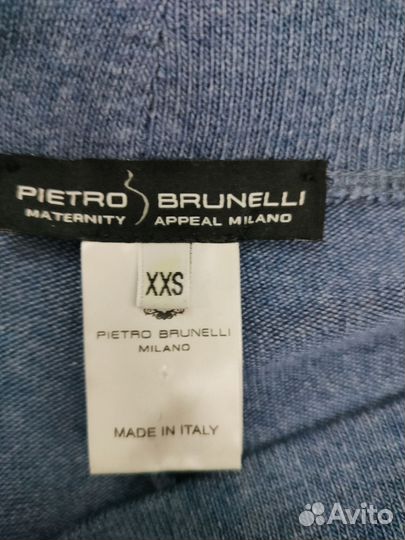 PIETRO BRUNELLI
MATERNITY APPEAL MILANO
XXS
PIETRO BRUNELLI
MILANO
MADE IN ITALY
Avito